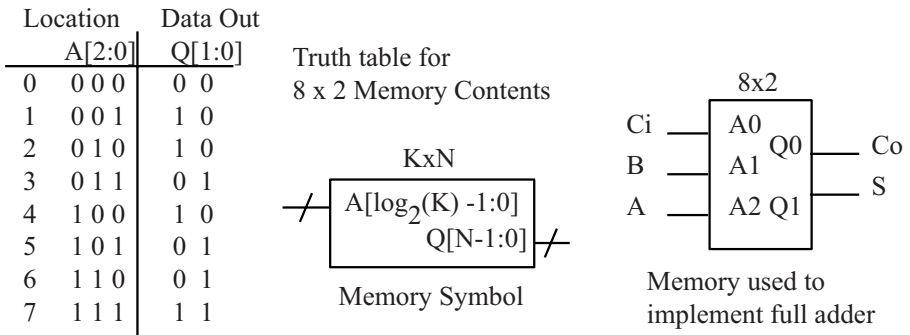 Location Data Out
A[2:0] Q[1:0]
0 0 0 0 0 0
1 0 0 1 1 0
2 0 1 0 1 0
3 0 1 1 0 1
4 1 0 0 1 0
5 1 0 1 0 1
6 1 1 0 0 1
7 1 1 1 1 1
Truth table for
8 x 2 Memory Contents
KxN
A[log2(K) -1:0]
Q[N-1:0]
Memory Symbol
8x2
Ci A0 Q0 Co
B A1
A A2 Q1 S
Memory used to
implement full adder